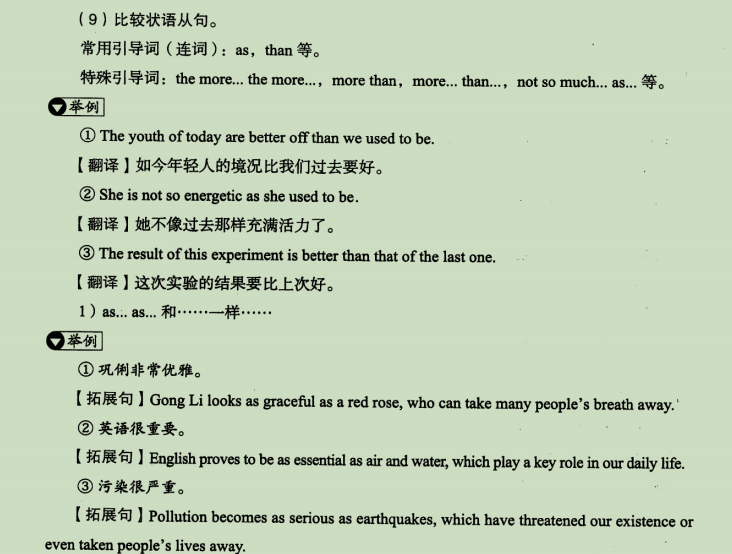 （9）比较状语从句。
常用引导词（连词）：as，than 等。
特殊引导词：the more... the more...，more than，more... than...，not so much... as... 等。
举例
① The youth of today are better off than we used to be.
【翻译】如今年轻人的境况比我们过去要好。
② She is not so energetic as she used to be.
【翻译】她不像过去那样充满活力了。
③ The result of this experiment is better than that of the last one.
【翻译】这次实验的结果要比上次好。
1）as... as... 和……一样……
举例
① 巩俐非常优雅。
【拓展句】Gong Li looks as graceful as a red rose, who can take many people's breath away.
② 英语很重要。
【拓展句】English proves to be as essential as air and water, which play a key role in our daily life.
③ 污染很严重。
【拓展句】Pollution becomes as serious as earthquakes, which have threatened our existence or
even taken people's lives away.